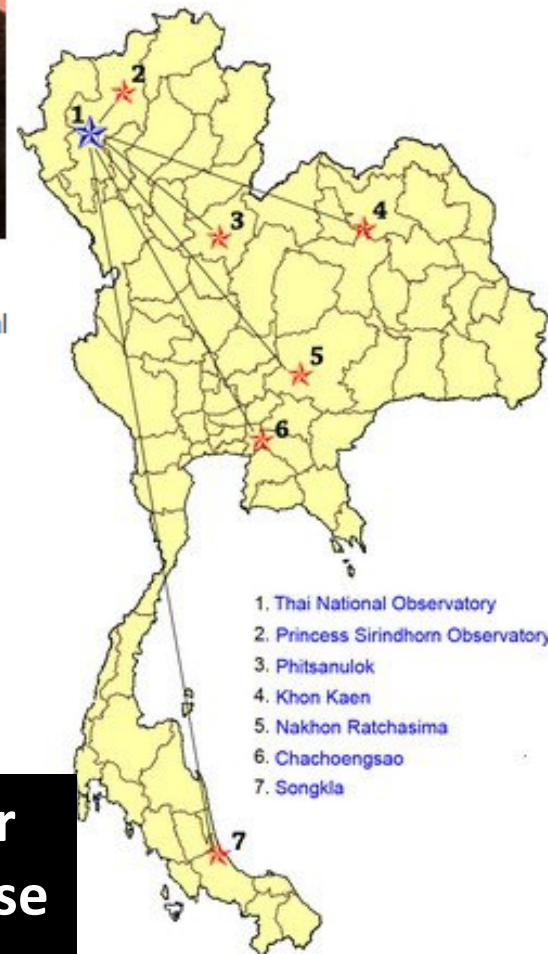 2
1
3
4
5
6
1. Thai National Observatory
2. Princess Sirindhorn Observatory
3. Phitsanulok
4. Khon Kaen
5. Nakhon Ratchasima
6. Chachoengsao
7. Songkla
7